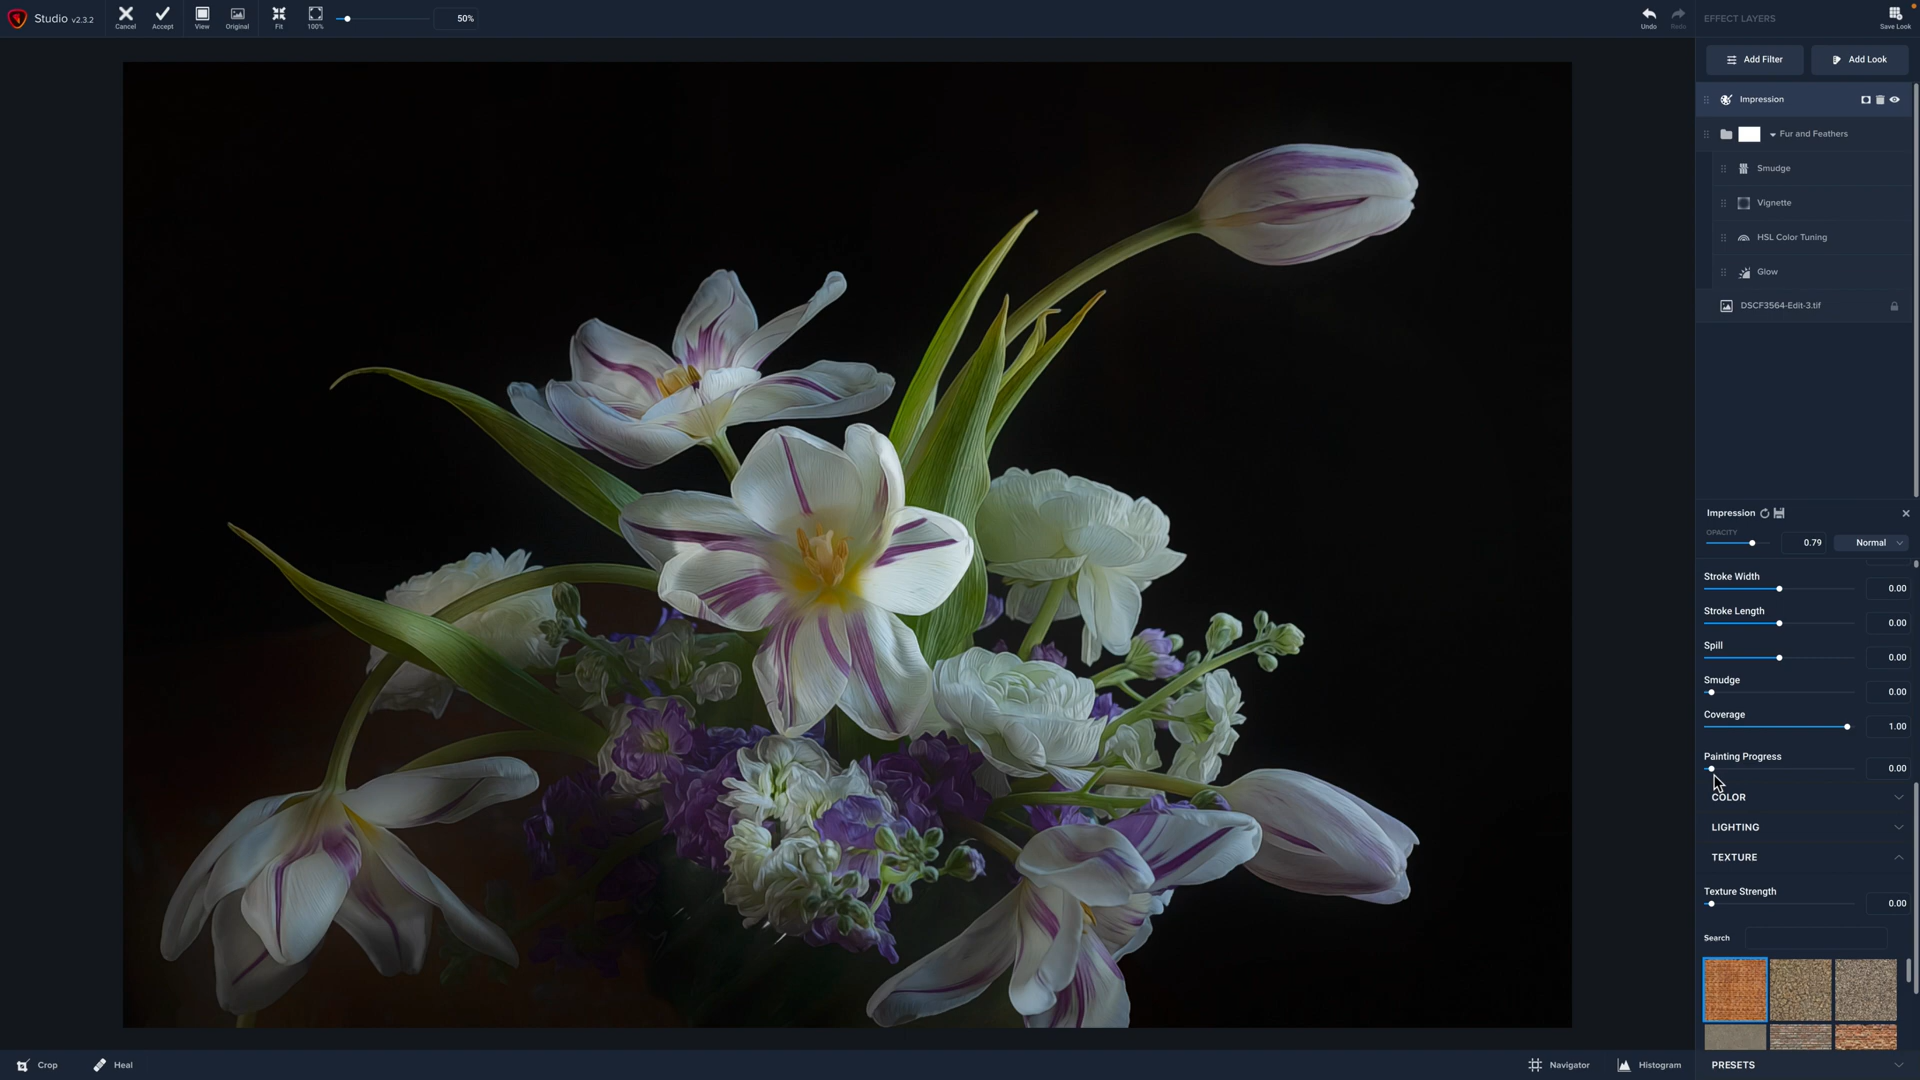 Studio v2.3.2
Cancel
Accept
View
Original
Fit
100%
50%
Undo
Redo
EFFECT LAYERS
Save Look
Add Filter
Add Look
Impression
Fur and Feathers
Smudge
Vignette
HSL Color Tuning
Glow
DSCF3564-Edit-3.tif
Impression
OPACITY
0.79
Normal
Stroke Width
0.00
Stroke Length
0.00
Spill
0.00
Smudge
0.00
Coverage
1.00
Painting Progress
0.00
COLOR
LIGHTING
TEXTURE
Texture Strength
0.00
Search
Crop
Heal
Navigator
Histogram
PRESETS